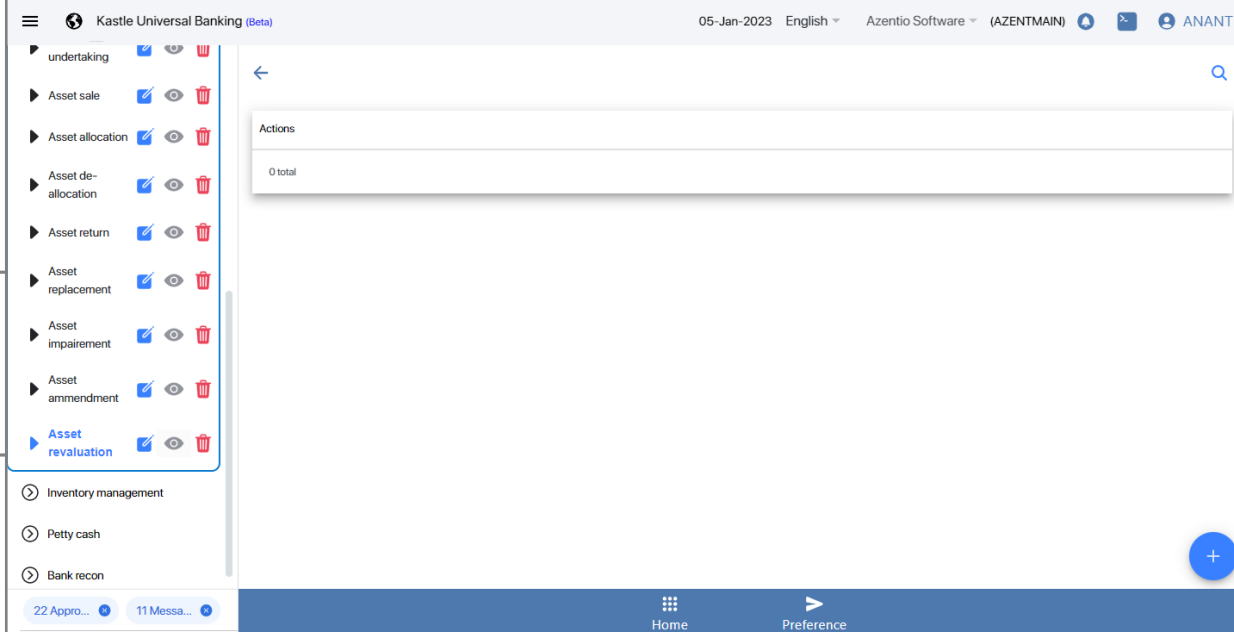 Kastle Universal Banking (Beta)
05-Jan-2023 English Azentio Software (AZENTMAIN) ANANT
undertaking
Asset sale
Asset allocation
Asset de-
allocation
Asset return
Asset
replacement
Asset
impairement
Asset
ammendment
Asset
revaluation
Inventory management
Petty cash
Bank recon
22 Appro... 11 Messa...
Actions
0 total
Home
Preference